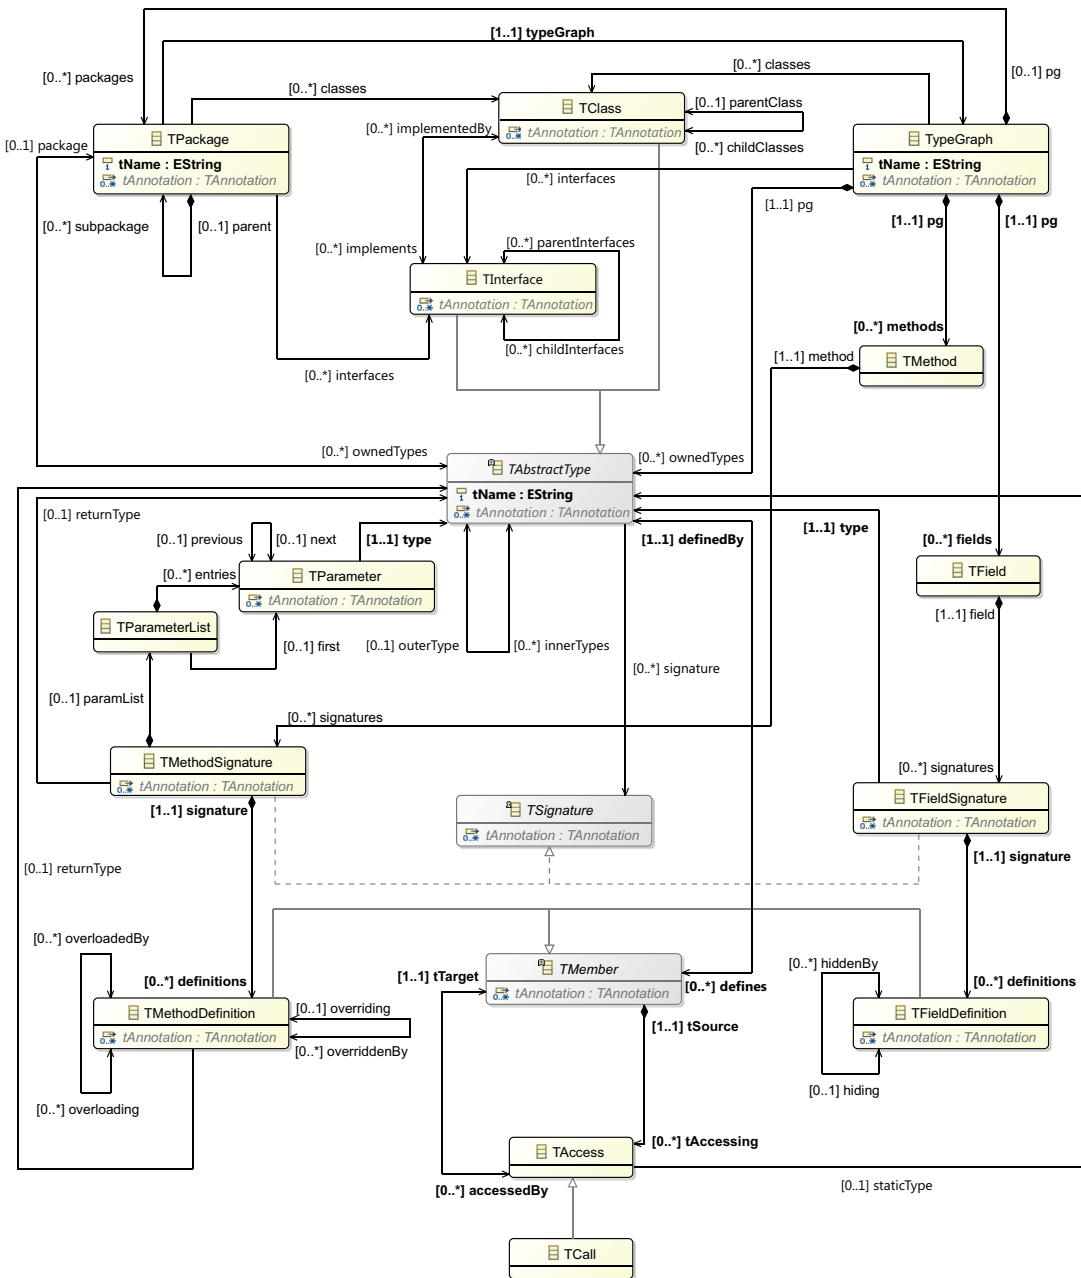 [1..1] typeGraph
[0..*] packages
[0..*] classes
[0..1] pg
[0..*] classes
TClass
tAnnotation : TAnnotation
[0..1] parentClass
[0..*] childClasses
[0..*] implementedBy
[0..1] package
TPackage
tName : EString
tAnnotation : TAnnotation
TypeGraph
tName : EString
tAnnotation : TAnnotation
[0..*] interfaces
[1..1] pg
[0..*] subpackage
[0..1] parent
[1..1] pg
[1..1] pg
[0..*] implements
[0..*] parentInterfaces
TInterface
tAnnotation : TAnnotation
[0..*] childInterfaces
[0..*] interfaces
[0..*] methods
[1..1] method
TMethod
[0..*] ownedTypes
[0..*] ownedTypes
TAbstractType
tName : EString
tAnnotation : TAnnotation
[0..1] returnType
[0..1] previous
[0..1] next
[1..1] type
[1..1] definedBy
[1..1] type
[0..*] fields
[0..*] entries
TParameter
tAnnotation : TAnnotation
TField
TParameterList
[1..1] field
[0..1] first
[0..1] outerType
[0..*] innerTypes
[0..*] signature
[0..1] paramList
[0..*] signatures
TMethodSignature
tAnnotation : TAnnotation
[0..*] signatures
[1..1] signature
TSignature
tAnnotation : TAnnotation
TFieldSignature
tAnnotation : TAnnotation
[0..1] returnType
[1..1] signature
[0..*] overloadedBy
[0..*] definitions
[1..1] tTarget
TMember
tAnnotation : TAnnotation
[0..*] defines
[0..*] hiddenBy
[0..*] definitions
TMethodDefinition
tAnnotation : TAnnotation
[0..1] overriding
[0..*] overriddenBy
[1..1] tSource
TFieldDefinition
tAnnotation : TAnnotation
[0..*] overloading
[0..1] hiding
TAccess
[0..*] tAccessing
[0..*] accessedBy
[0..1] staticType
TCall